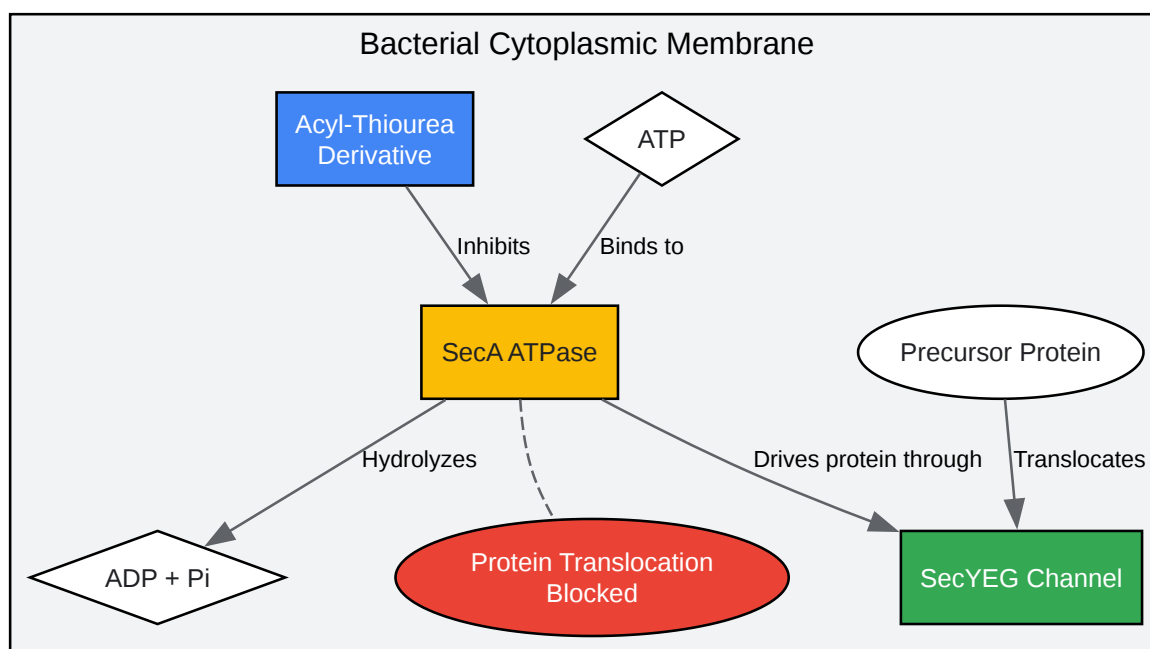 Bacterial Cytoplasmic Membrane
Acyl-Thiourea
Derivative
ATP
Inhibits
Binds to
SecA ATPase
Precursor Protein
Hydrolyzes
Drives protein through
Translocates
ADP + Pi
Protein Translocation
Blocked
SecYEG Channel